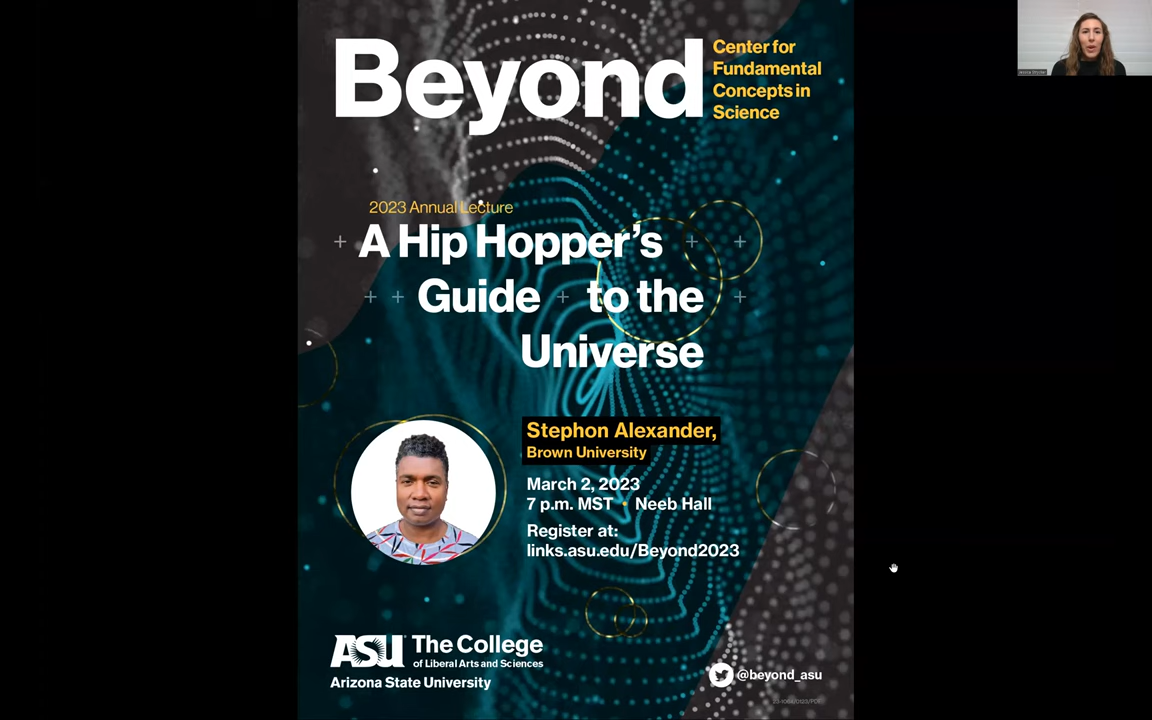 Beyond
Center for
Fundamental
Concepts in
Science
2023 Annual Lecture
A Hip Hopper's
Guide to the
Universe
Stephon Alexander,
Brown University
March 2, 2023
7 p.m. MST • Neeb Hall
Register at:
links.asu.edu/Beyond2023
ASU The College
of Liberal Arts and Sciences
Arizona State University
@beyond_asu